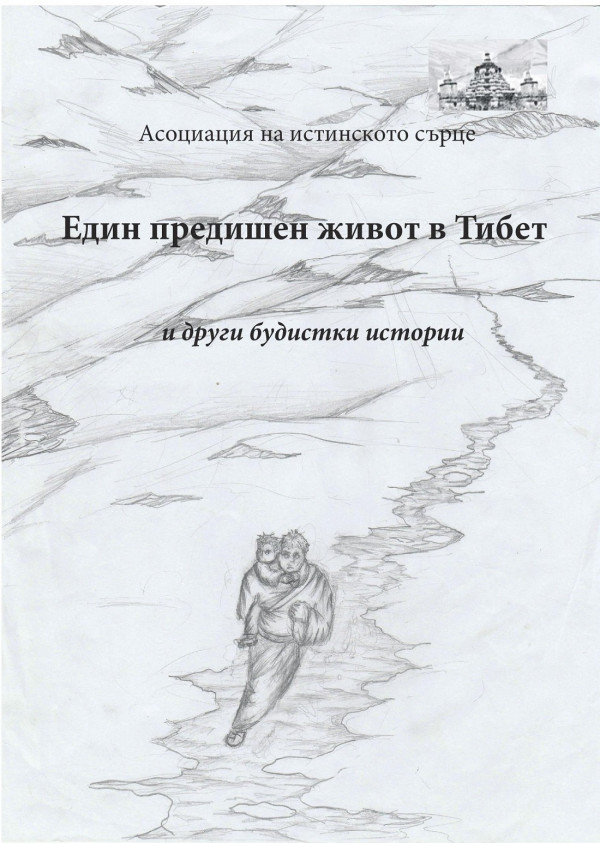 Асоциация на истинското сърце
Един предишен живот в Тибет
и други будистки истории